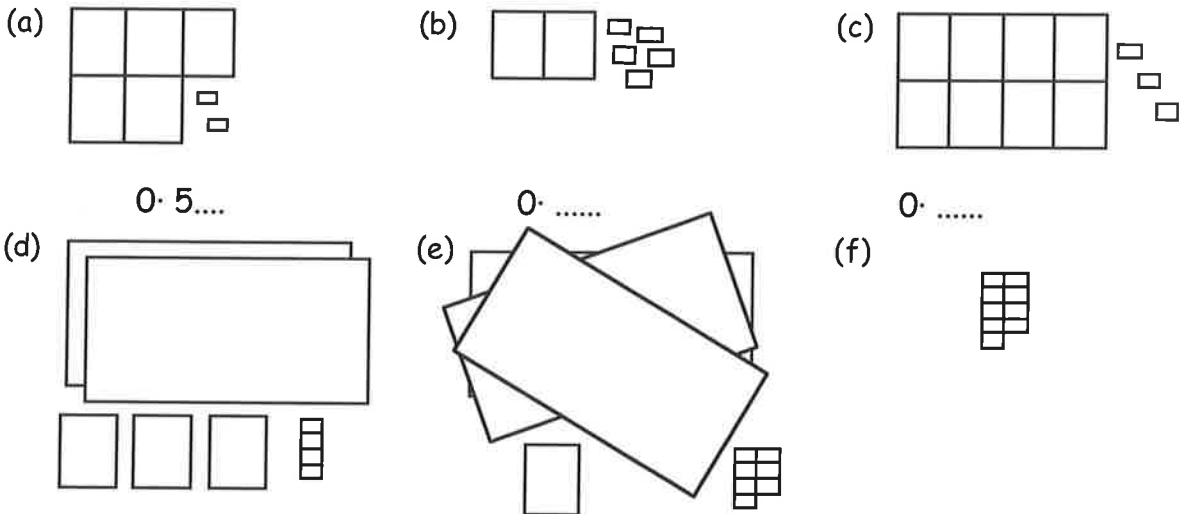 (a) (b) (c)
0· 5.... 0· ...... 0· ......
(d) (e) (f)